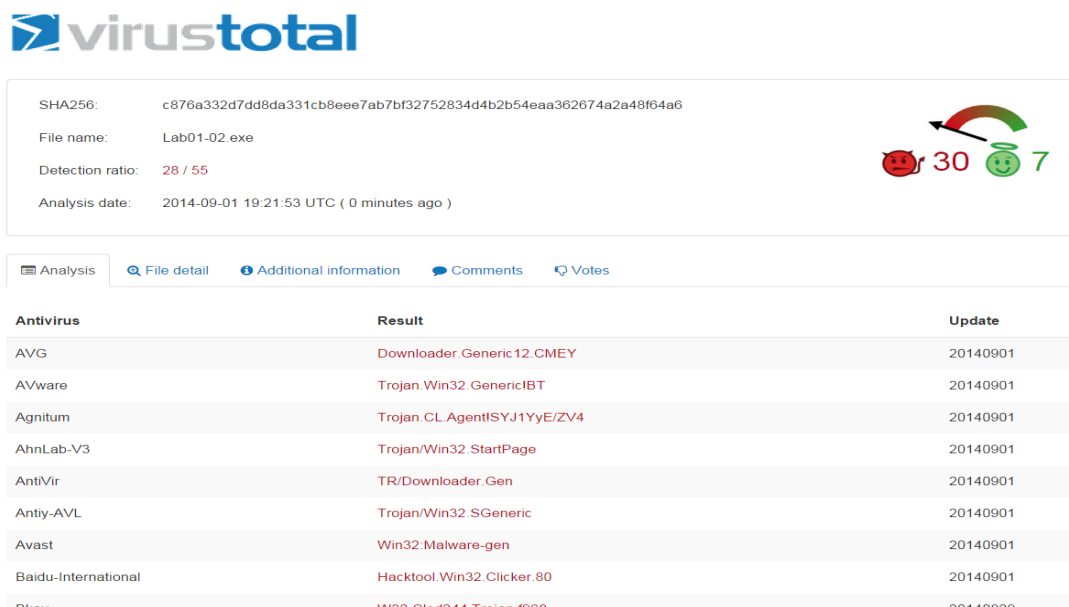 virustotal
SHA256: c876a332d7dd8da331cb8eee7ab7bf32752834d4b2b54eaa362674a2a48f64a6
File name: Lab01-02.exe
Detection ratio: 28 / 55
30 7
Analysis date: 2014-09-01 19:21:53 UTC ( 0 minutes ago )
Analysis File detail Additional information Comments Votes
Antivirus Result Update
AVG Downloader.Generic12.CMEY 20140901
AVware Trojan.Win32.Generic!BT 20140901
Agnitum Trojan.CL.Agent!SYJ1YyE/ZV4 20140901
AhnLab-V3 Trojan/Win32.StartPage 20140901
AntiVir TR/Downloader.Gen 20140901
Antiy-AVL Trojan/Win32.SGeneric 20140901
Avast Win32:Malware-gen 20140901
Baidu-International Hacktool.Win32.Clicker.80 20140901